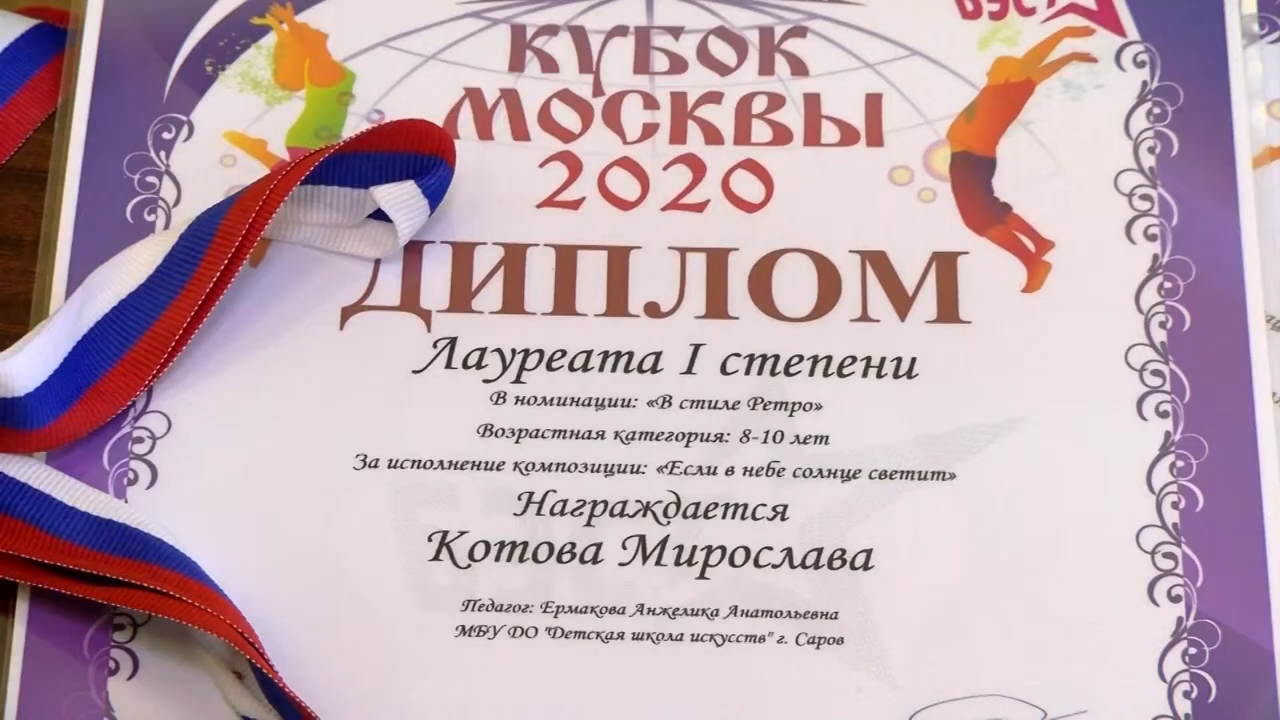 КУБОК
МОСКВЫ
2020
ДИПЛОМ
Лауреата I степени
В номинации: «В стиле Ретро»
Возрастная категория: 8-10 лет
За исполнение композиции: «Если в небе солнце светит»
Награждается
Котова Мирослава
Педагог: Ермакова Анжелика Анатольевна
МБУ ДО "Детская школа искусств" г. Саров